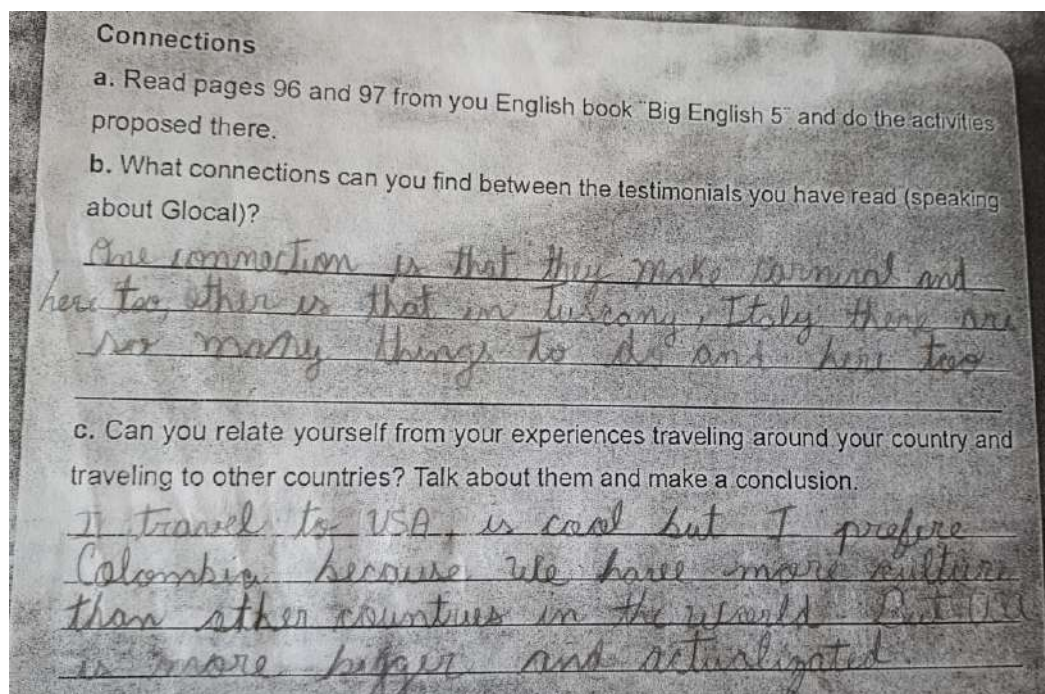 Connections
a. Read pages 96 and 97 from you English book ¨Big English 5¨ and do the activities
proposed there.
b. What connections can you find between the testimonials you have read (speaking
about Glocal)?
One connection is that they make carnival and
here too, other is that in Tuscany, Italy there are
so many things to do and here too
c. Can you relate yourself from your experiences traveling around your country and
traveling to other countries? Talk about them and make a conclusion.
I travel to USA, is cool but I prefere
Colombia because We have more culture
than other countries in the world. But
is more bigger and actualizated.